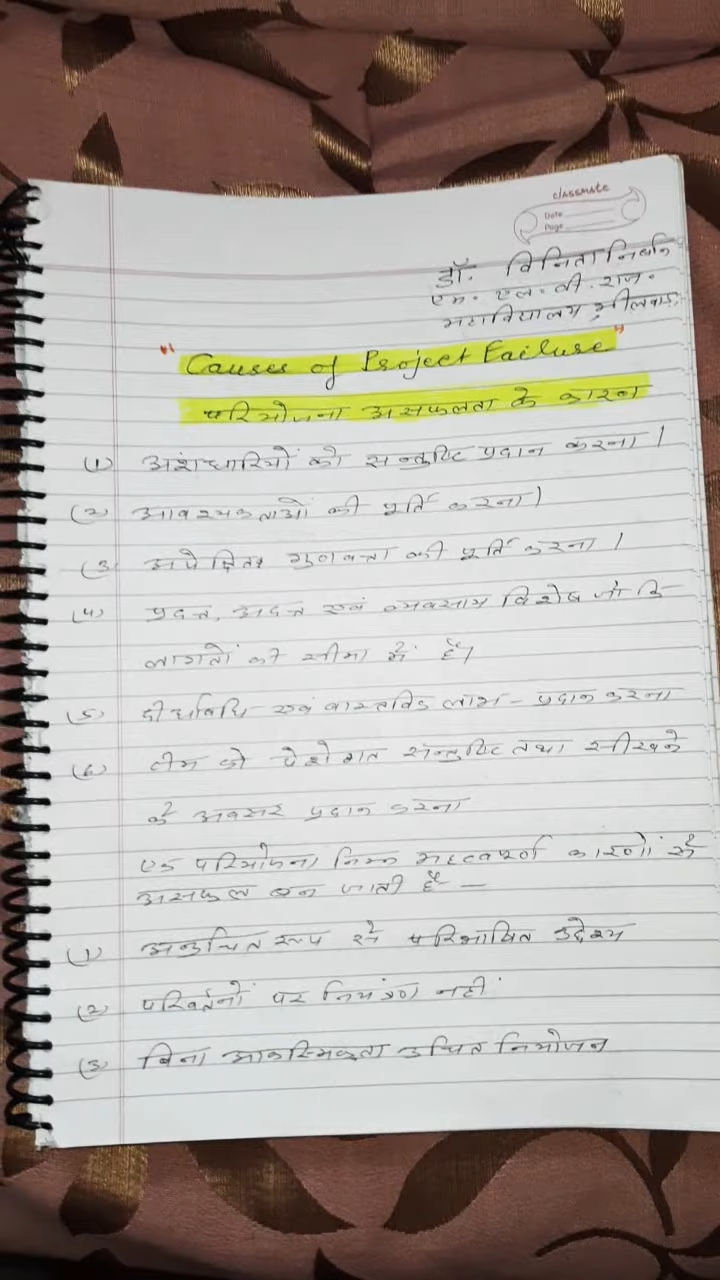 classmate
Date
Page
डॉ. विनिता
एम. एल. वी. राज.
महाविद्यालय, भीलवाड़ा
"Causes of Project Failure"
परियोजना असफलता के कारन
(1) अंशधारियों को सन्तुष्टि प्रदान करना।
(2) आवश्यकताओं की पूर्ति करना।
(3) अपेक्षित गुणवत्ता की पूर्ति करना।
(4) प्रदत्त, अदत्त एवं व्यवसाय विशेष जो कि
लागतों की सीमा में हैं।
(5) दीर्घावधि एवं वास्तविक लाभ - प्रदान करना
(6) टीम को पेशेगत सन्तुष्टि तथा सीखने
के अवसर प्रदान करना
एक परियोजना निम्न महत्वपूर्ण कारणों से
असफल बन जाती है —
(1) अनुचित रूप से परिभाषित उद्देश्य
(2) परिवर्तनों पर नियंत्रण नहीं
(3) बिना आकस्मिकता उचित नियोजन